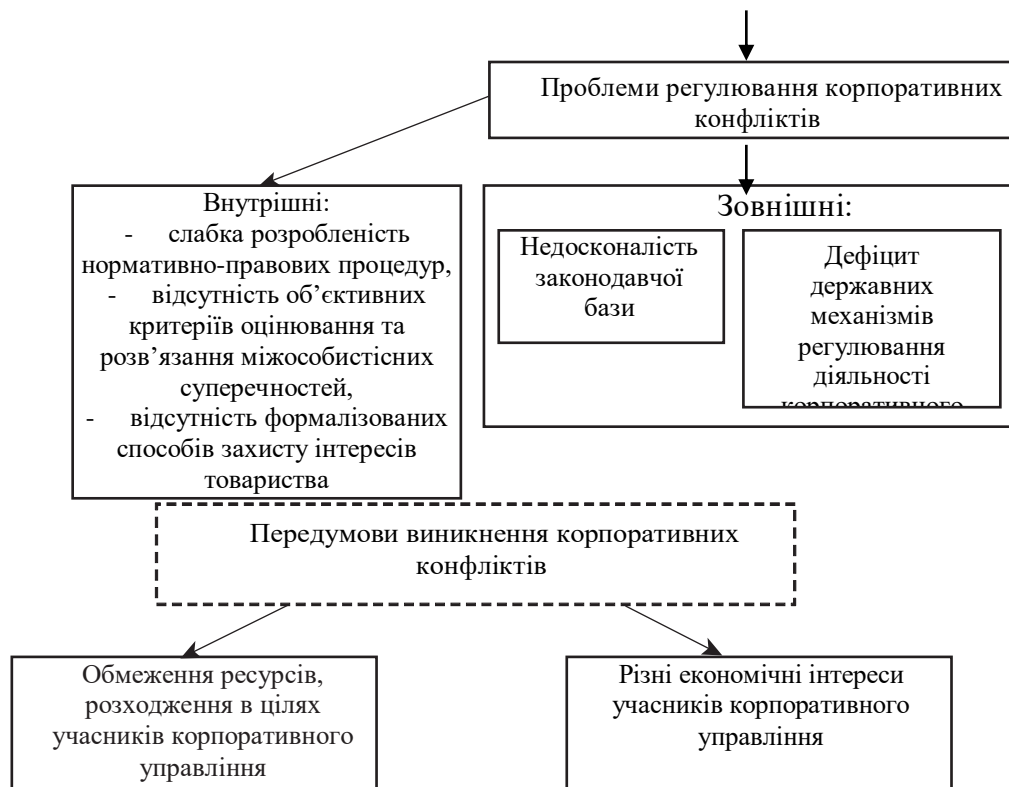 Проблеми регулювання корпоративних
конфліктів
Внутрішні:
- слабка розробленість
нормативно-правових процедур,
- відсутність об’єктивних
критеріїв оцінювання та
розв’язання міжособистісних
суперечностей,
- відсутність формалізованих
способів захисту інтересів
товариства
Зовнішні:
Недосконалість
законодавчої
бази
Дефіцит
державних
механізмів
регулювання
діяльності
корпоративного
Передумови виникнення корпоративних
конфліктів
Обмеження ресурсів,
розходження в цілях
учасників корпоративного
управління
Різні економічні інтереси
учасників корпоративного
управління